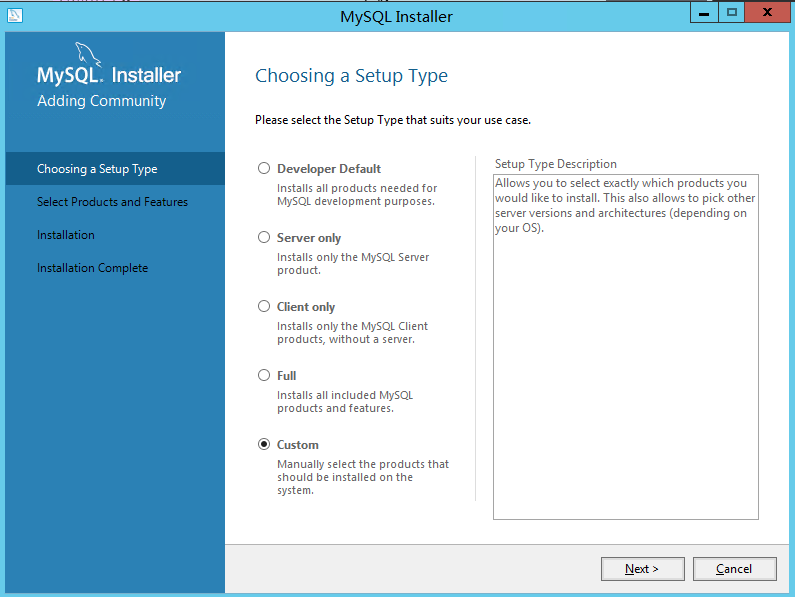 MySQL Installer
MySQL. Installer
Adding Community
Choosing a Setup Type
Select Products and Features
Installation
Installation Complete
Choosing a Setup Type
Please select the Setup Type that suits your use case.
Developer Default
Installs all products needed for
MySQL development purposes.
Server only
Installs only the MySQL Server
product.
Client only
Installs only the MySQL Client
products, without a server.
Full
Installs all included MySQL
products and features.
Custom
Manually select the products that
should be installed on the
system.
Setup Type Description
Allows you to select exactly which products you
would like to install. This also allows to pick other
server versions and architectures (depending on
your OS).
Next >
Cancel